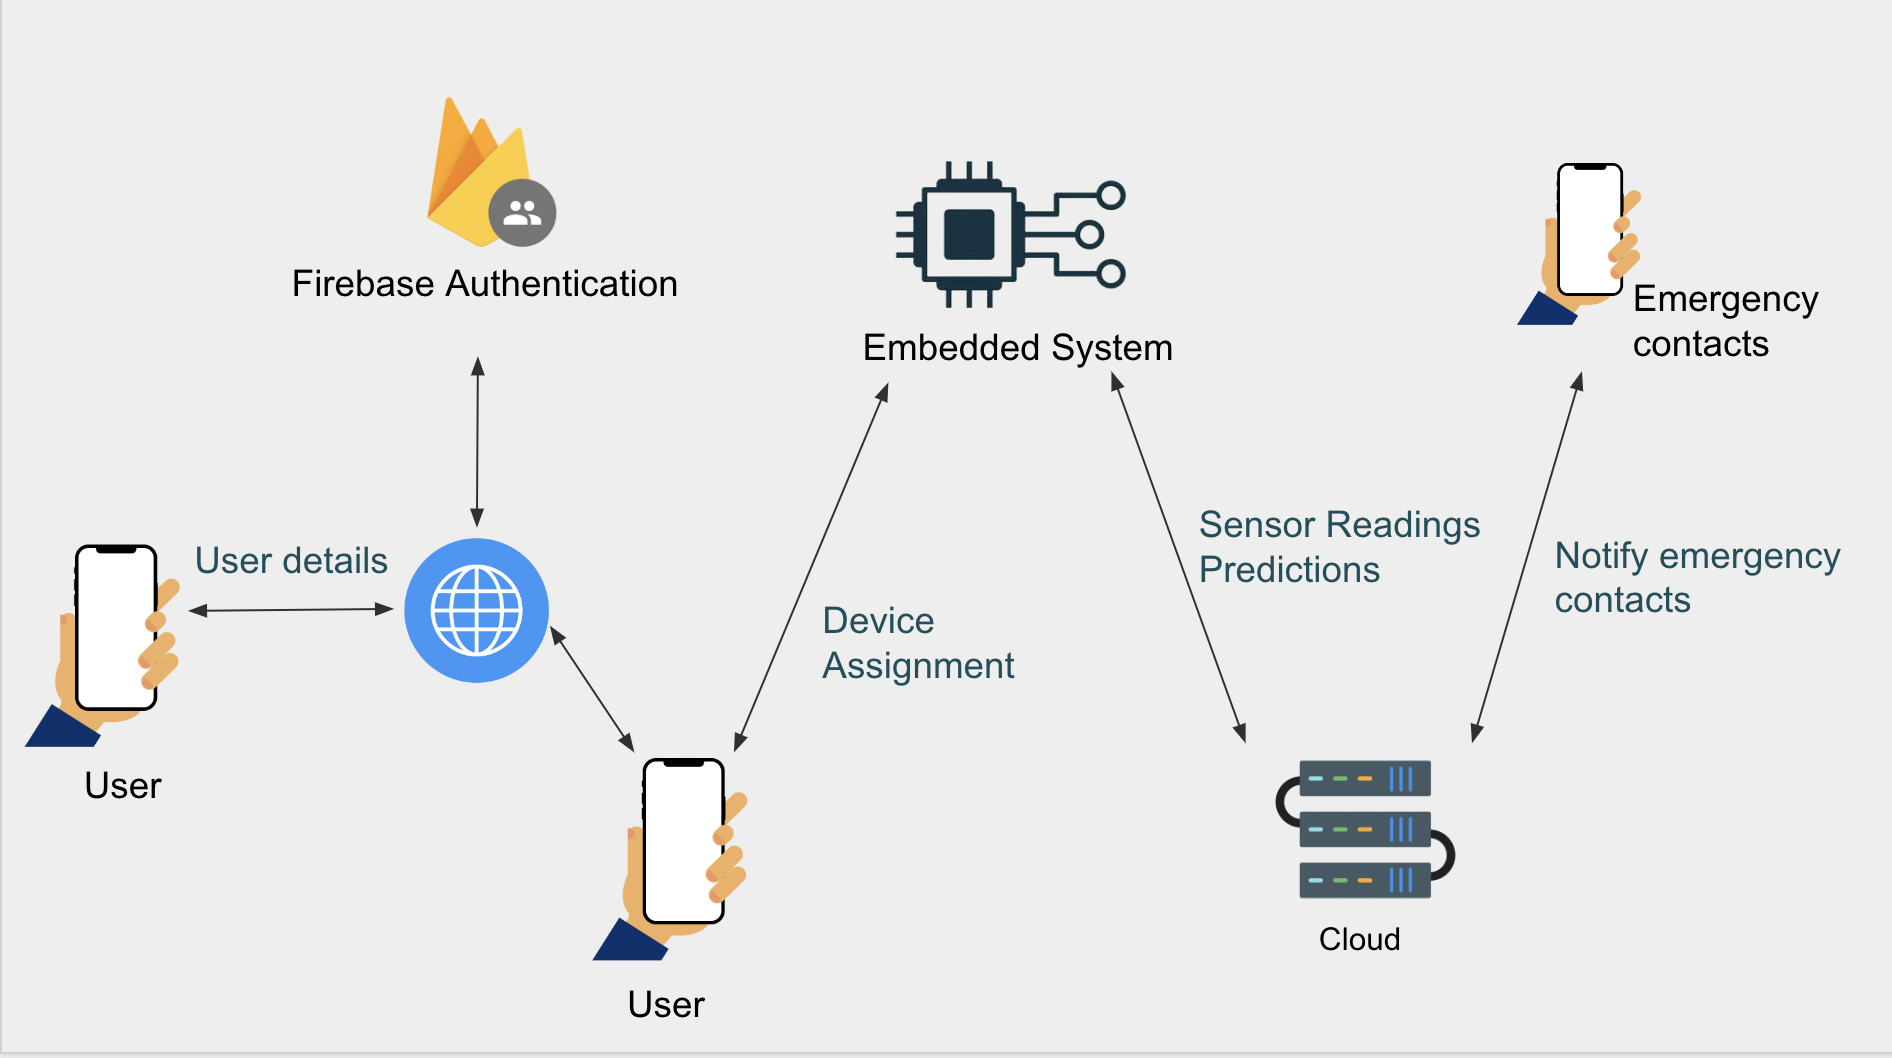 Firebase Authentication
Embedded System
Emergency
contacts
User details
Sensor Readings
Predictions
Notify emergency
contacts
Device
Assignment
User
Cloud
User